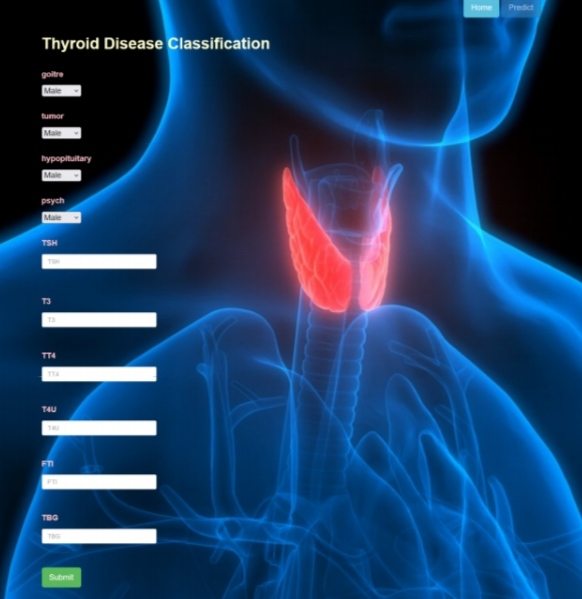 Home Predict
Thyroid Disease Classification
goitre
Male
tumor
Male
hypopituitary
Male
psych
Male
TSH
TSH
T3
T3
TT4
TT4
T4U
T4U
FTI
FTI
TBG
TBG
Submit